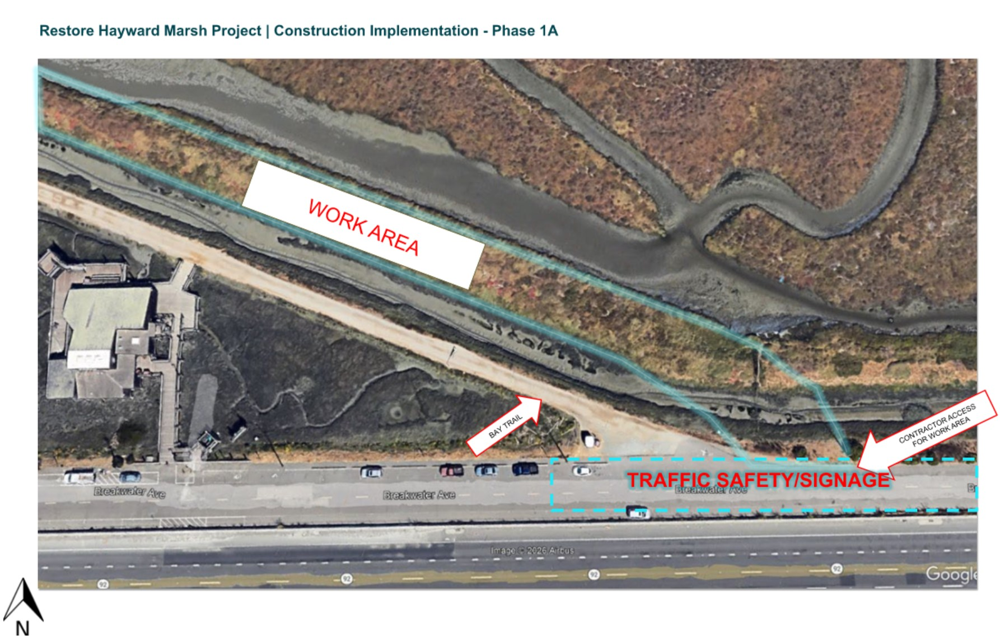 Restore Hayward Marsh Project | Construction Implementation - Phase 1A
WORK AREA
BAY TRAIL
CONTRACTOR ACCESS
FOR WORK AREA
TRAFFIC SAFETY/SIGNAGE
Breakwater Ave
Breakwater Ave
Breakwater Ave
Br
Image © 2026 Airbus
92
92
92
92
Google
N